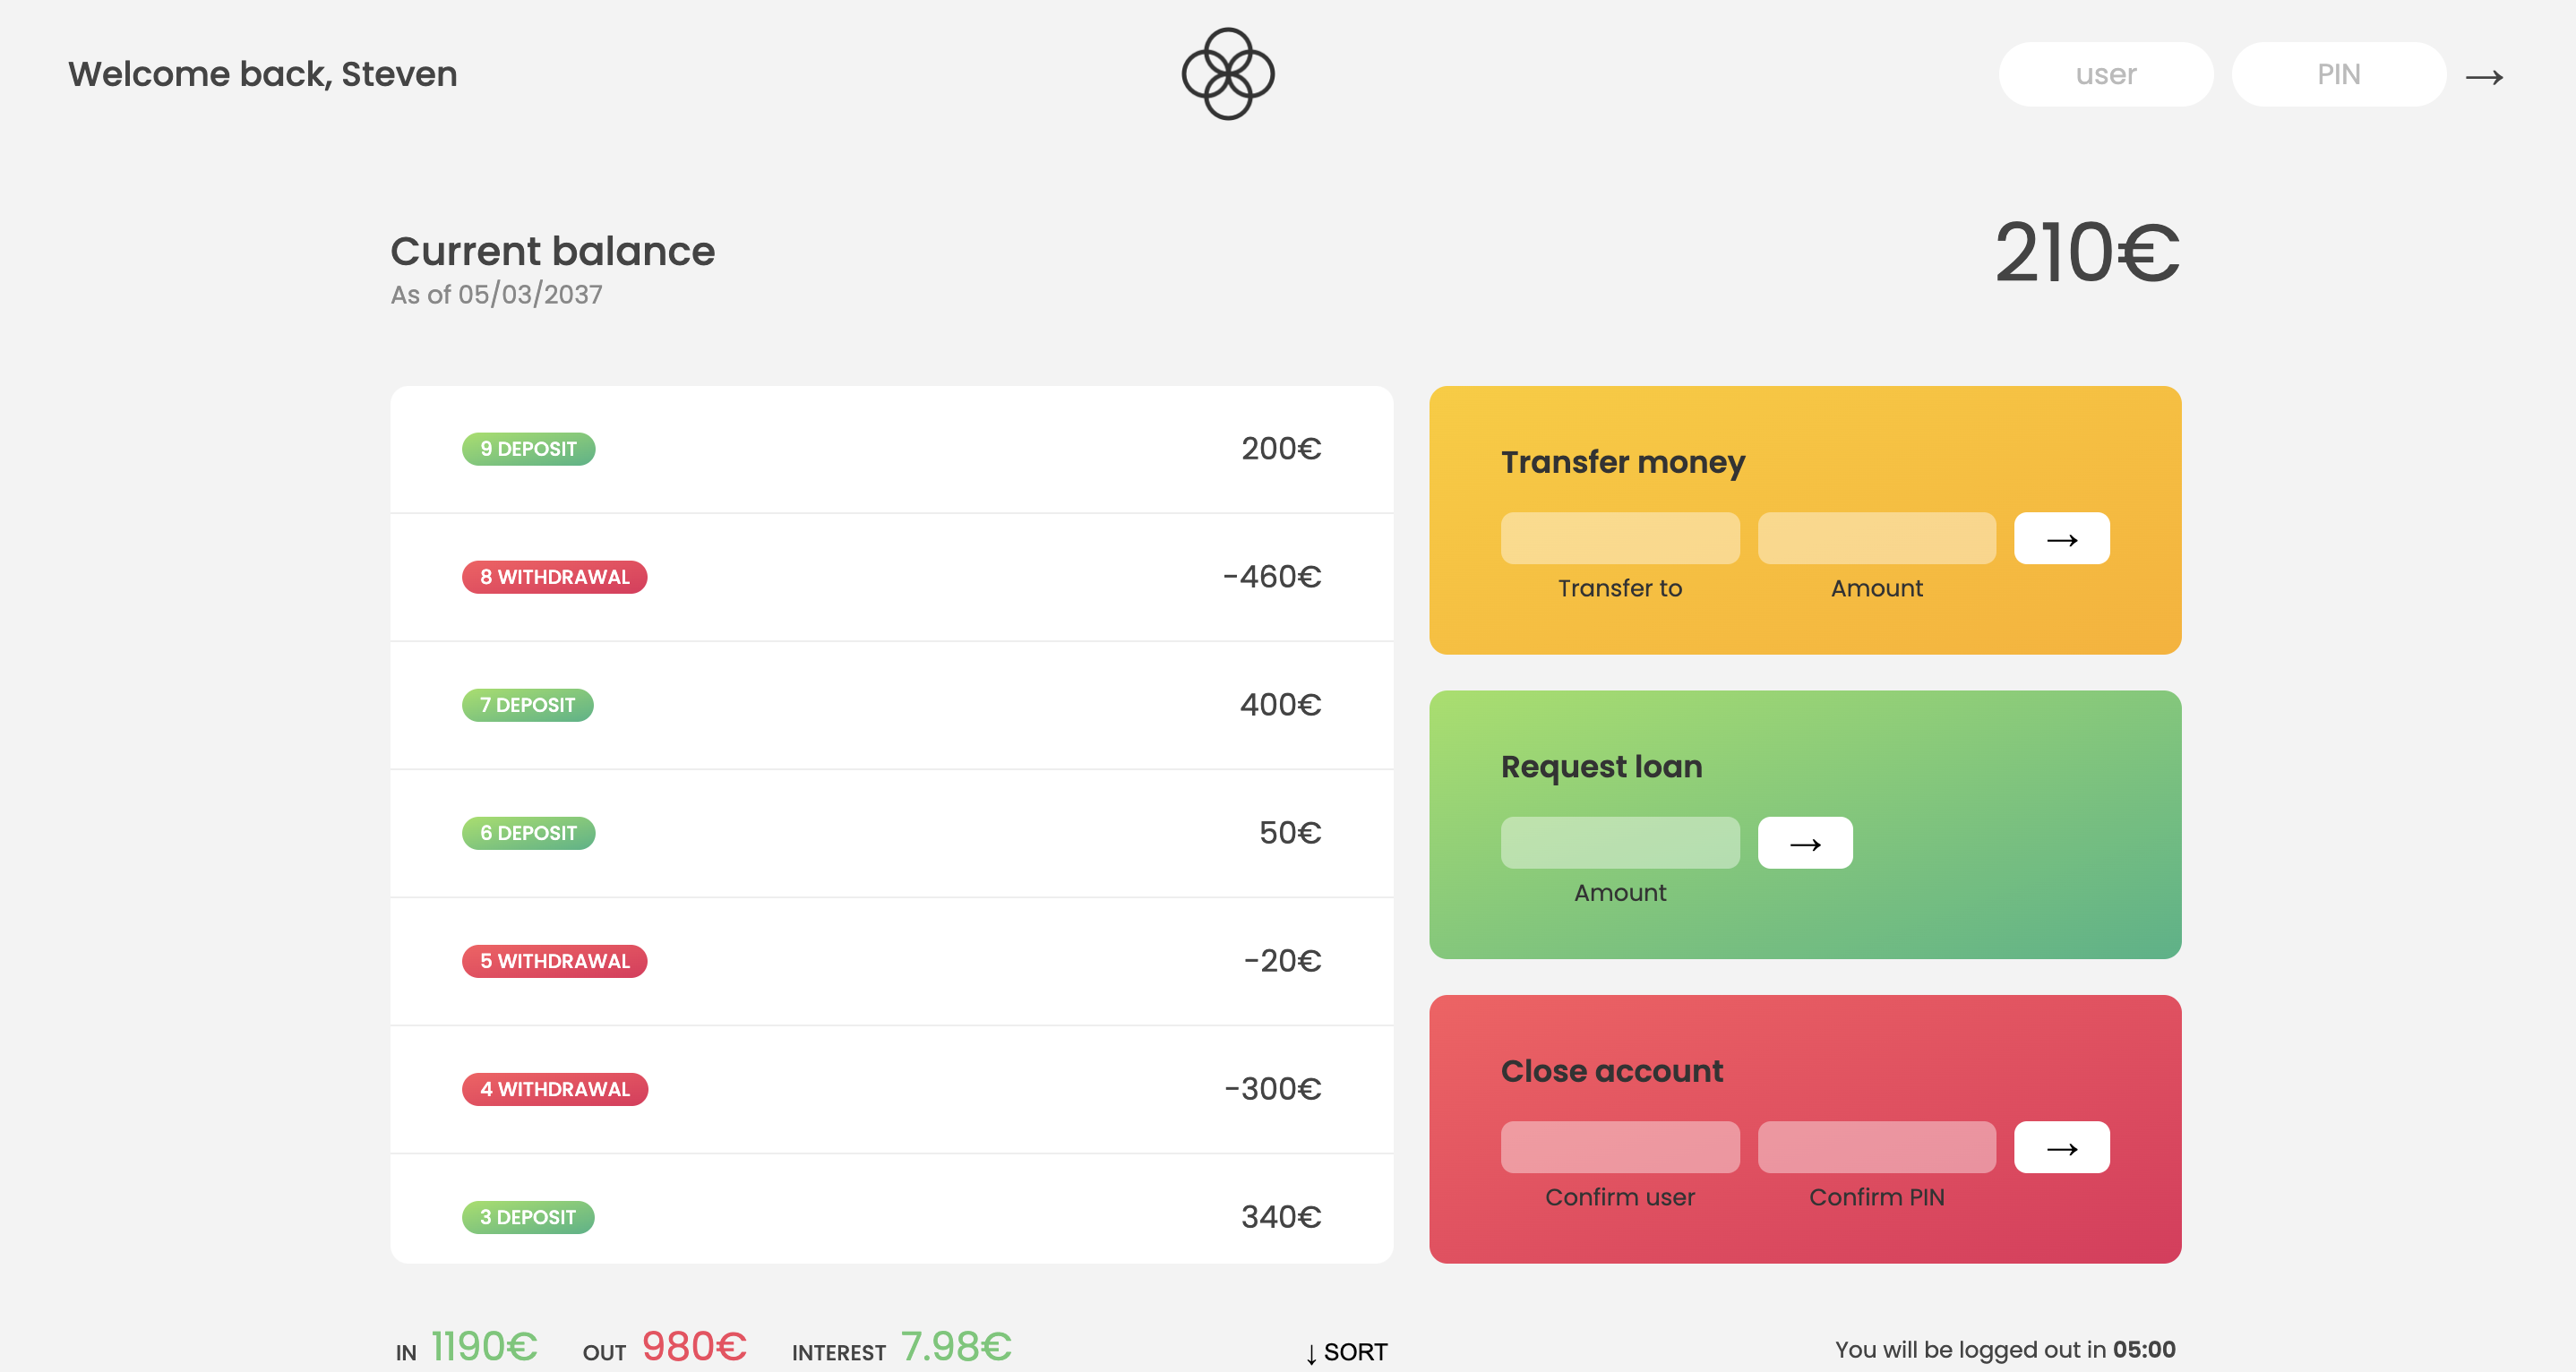 Welcome back, Steven
user
PIN
→
Current balance
As of 05/03/2037
210€
9 DEPOSIT
200€
8 WITHDRAWAL
-460€
7 DEPOSIT
400€
6 DEPOSIT
50€
5 WITHDRAWAL
-20€
4 WITHDRAWAL
-300€
3 DEPOSIT
340€
Transfer money
→
Transfer to
Amount
Request loan
→
Amount
Close account
→
Confirm user
Confirm PIN
IN 1190€ OUT 980€ INTEREST 7.98€
↓ SORT
You will be logged out in 05:00